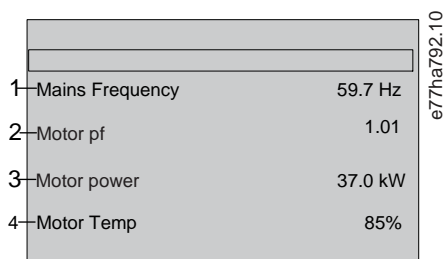 1 Mains Frequency 59.7 Hz
2 Motor pf 1.01
3 Motor power 37.0 kW
4 Motor Temp 85%
e77ha792.10